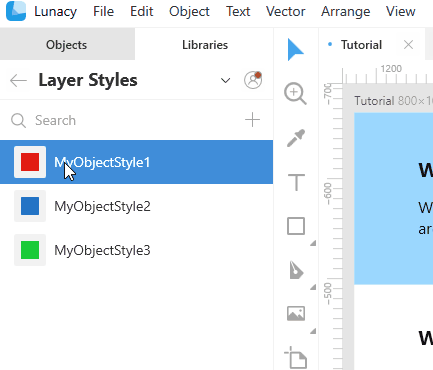 Lunacy File Edit Object Text Vector Arrange View
Objects Libraries Tutorial
Layer Styles
1200
Search
MyObjectStyle1
MyObjectStyle2
MyObjectStyle3
-700
-600
-500
Tutorial 800×1
W
W
ar
W